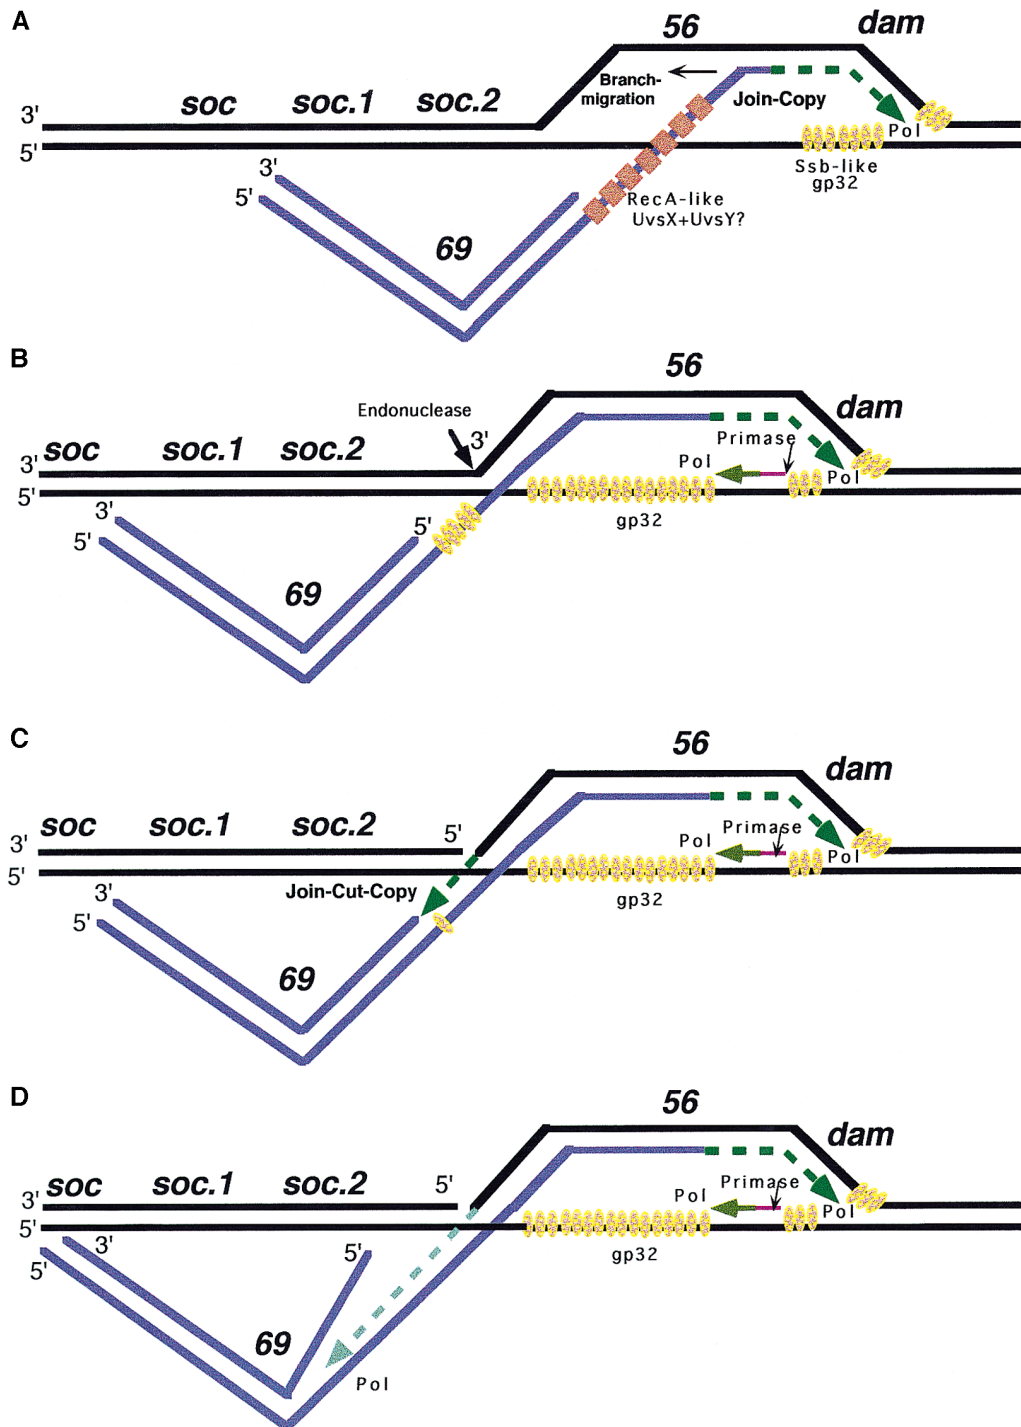 A
56
dam
Branch-
migration
Join-Copy
soc
soc.1
soc.2
3'
5'
Pol
Ssb-like
gp32
3'
5'
RecA-like
UvsX+UvsY?
69
B
56
dam
Endonuclease
3'
Primase
soc
soc.1
soc.2
3'
Pol
Pol
5'
gp32
3'
5'
5'
69
C
56
dam
soc
soc.1
soc.2
5'
3'
Pol
Primase
Pol
5'
Join-Cut-Copy
gp32
3'
5'
69
D
56
dam
soc
soc.1
soc.2
5'
3'
Pol
Primase
Pol
5'
gp32
3'
5'
5'
69
Pol